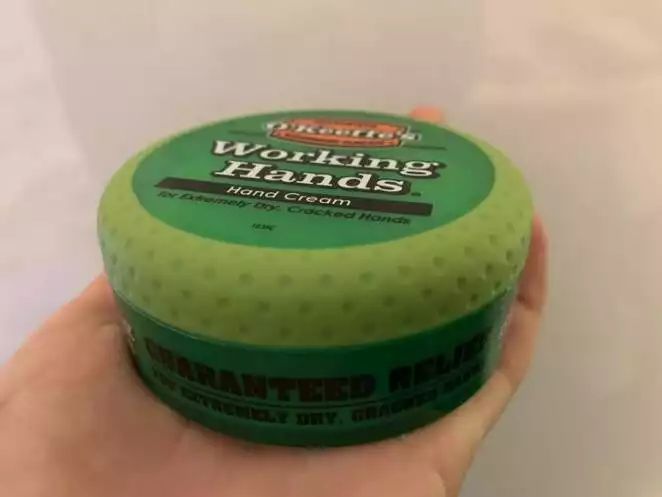 O'Keeffe's
Working
Hands®
Hand Cream
for Extremely Dry, Cracked Hands
GUARANTEED RELIEF
FOR EXTREMELY DRY, CRACKED HANDS